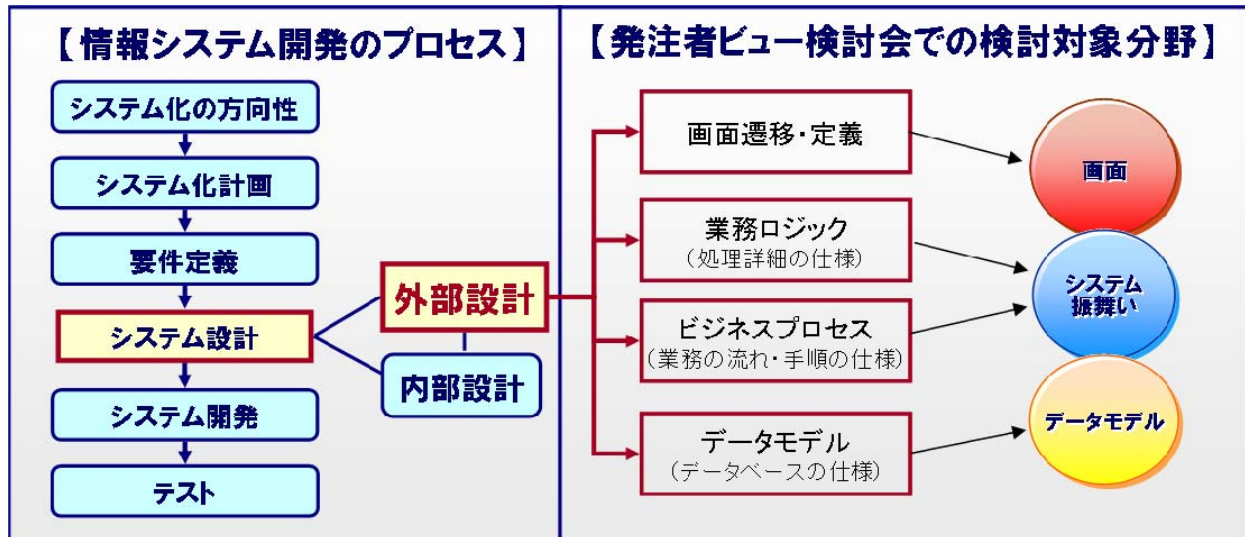 【情報システム開発のプロセス】
システム化の方向性
システム化計画
要件定義
システム設計
システム開発
テスト
外部設計
内部設計
【発注者ビュー検討会での検討対象分野】
画面遷移・定義
業務ロジック
(処理詳細の仕様)
ビジネスプロセス
(業務の流れ・手順の仕様)
データモデル
(データベースの仕様)
画面
システム
振舞い
データモデル